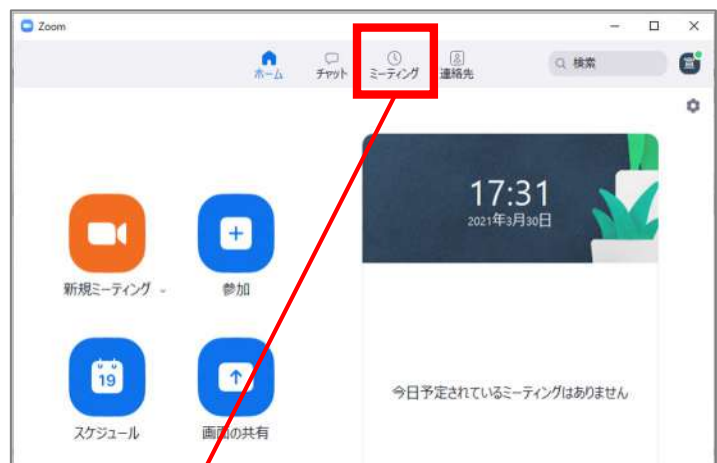 Zoom
ホーム
チャット
ミーティング
連絡先
検索
17:31
2021年3月30日
新規ミーティング
参加
19
スケジュール
画面の共有
今日予定されているミーティングはありません